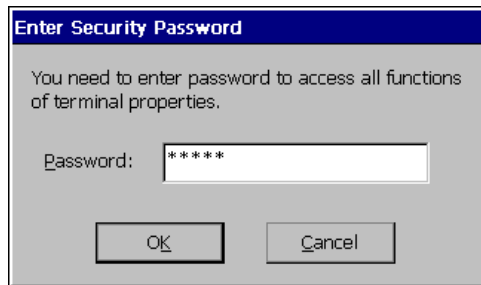 Enter Security Password
You need to enter password to access all functions
of terminal properties.
Password: *****
OK Cancel